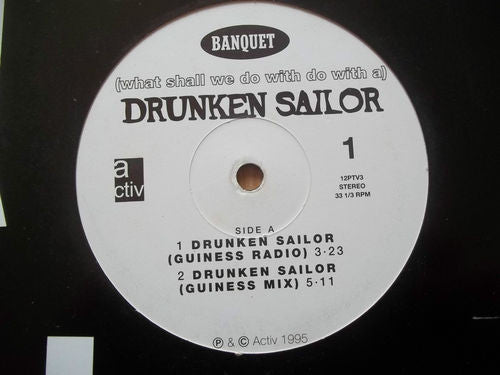 BANQUET
(what shall we do with do with a)
DRUNKEN SAILOR
1
a
ctiv
12PTV3
STEREO
33 1/3 RPM
SIDE A
1 DRUNKEN SAILOR
(GUINESS RADIO) 3·23
2 DRUNKEN SAILOR
(GUINESS MIX) 5·11
℗ & © Activ 1995